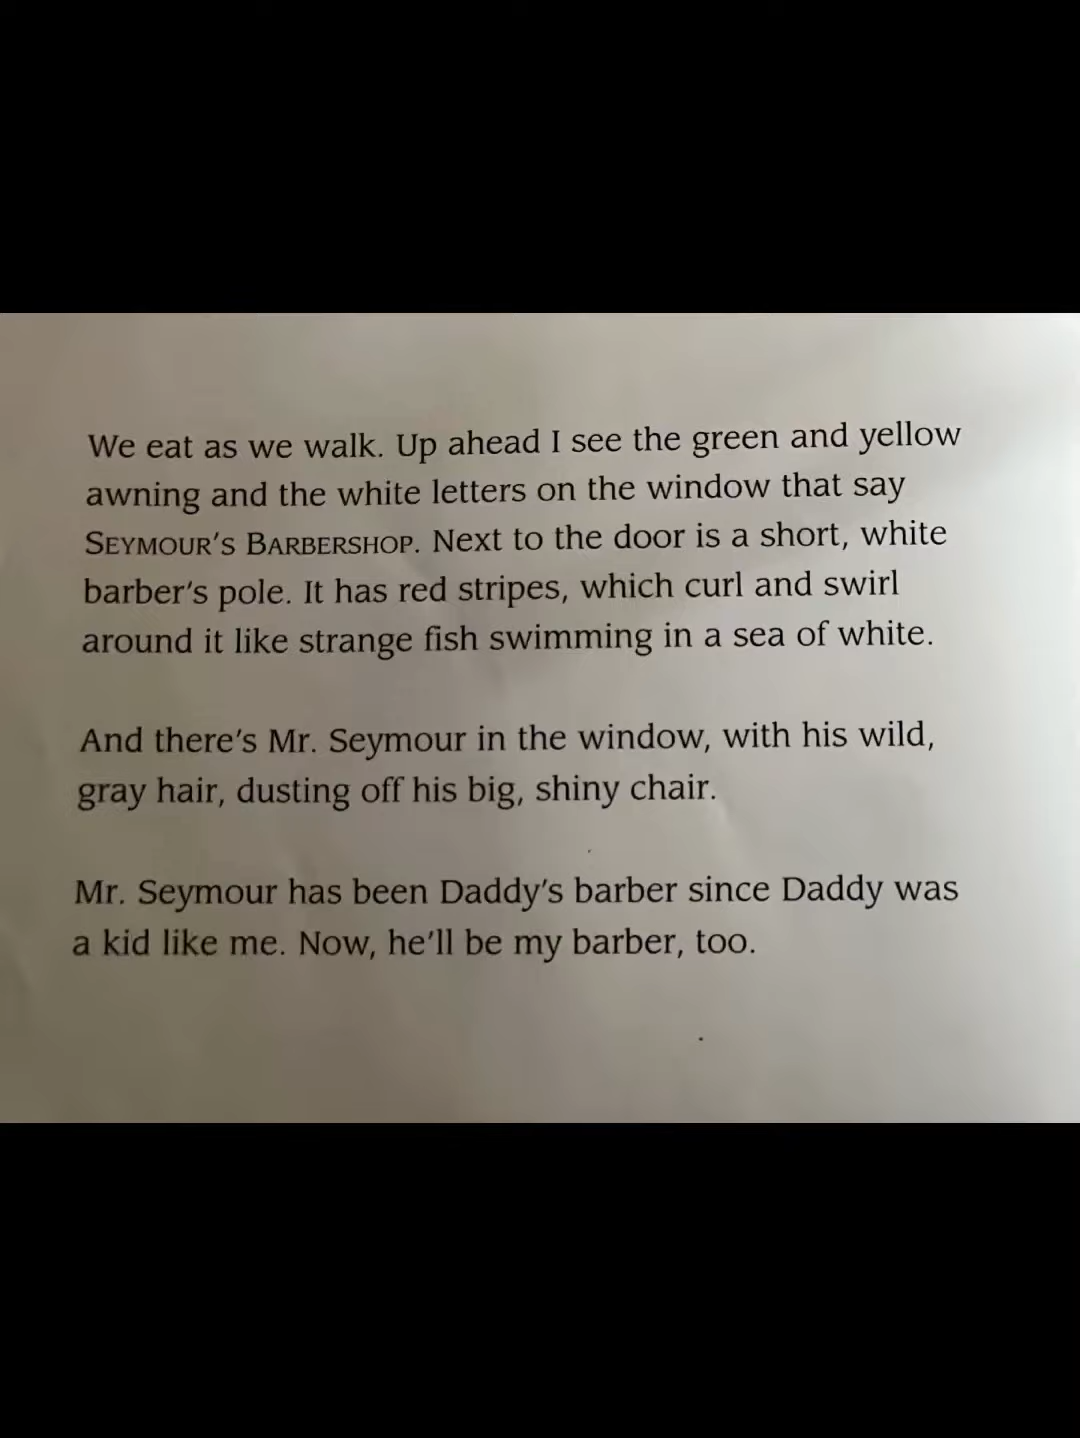 We eat as we walk. Up ahead I see the green and yellow
awning and the white letters on the window that say
SEYMOUR'S BARBERSHOP. Next to the door is a short, white
barber's pole. It has red stripes, which curl and swirl
around it like strange fish swimming in a sea of white.
And there's Mr. Seymour in the window, with his wild,
gray hair, dusting off his big, shiny chair.
Mr. Seymour has been Daddy's barber since Daddy was
a kid like me. Now, he'll be my barber, too.